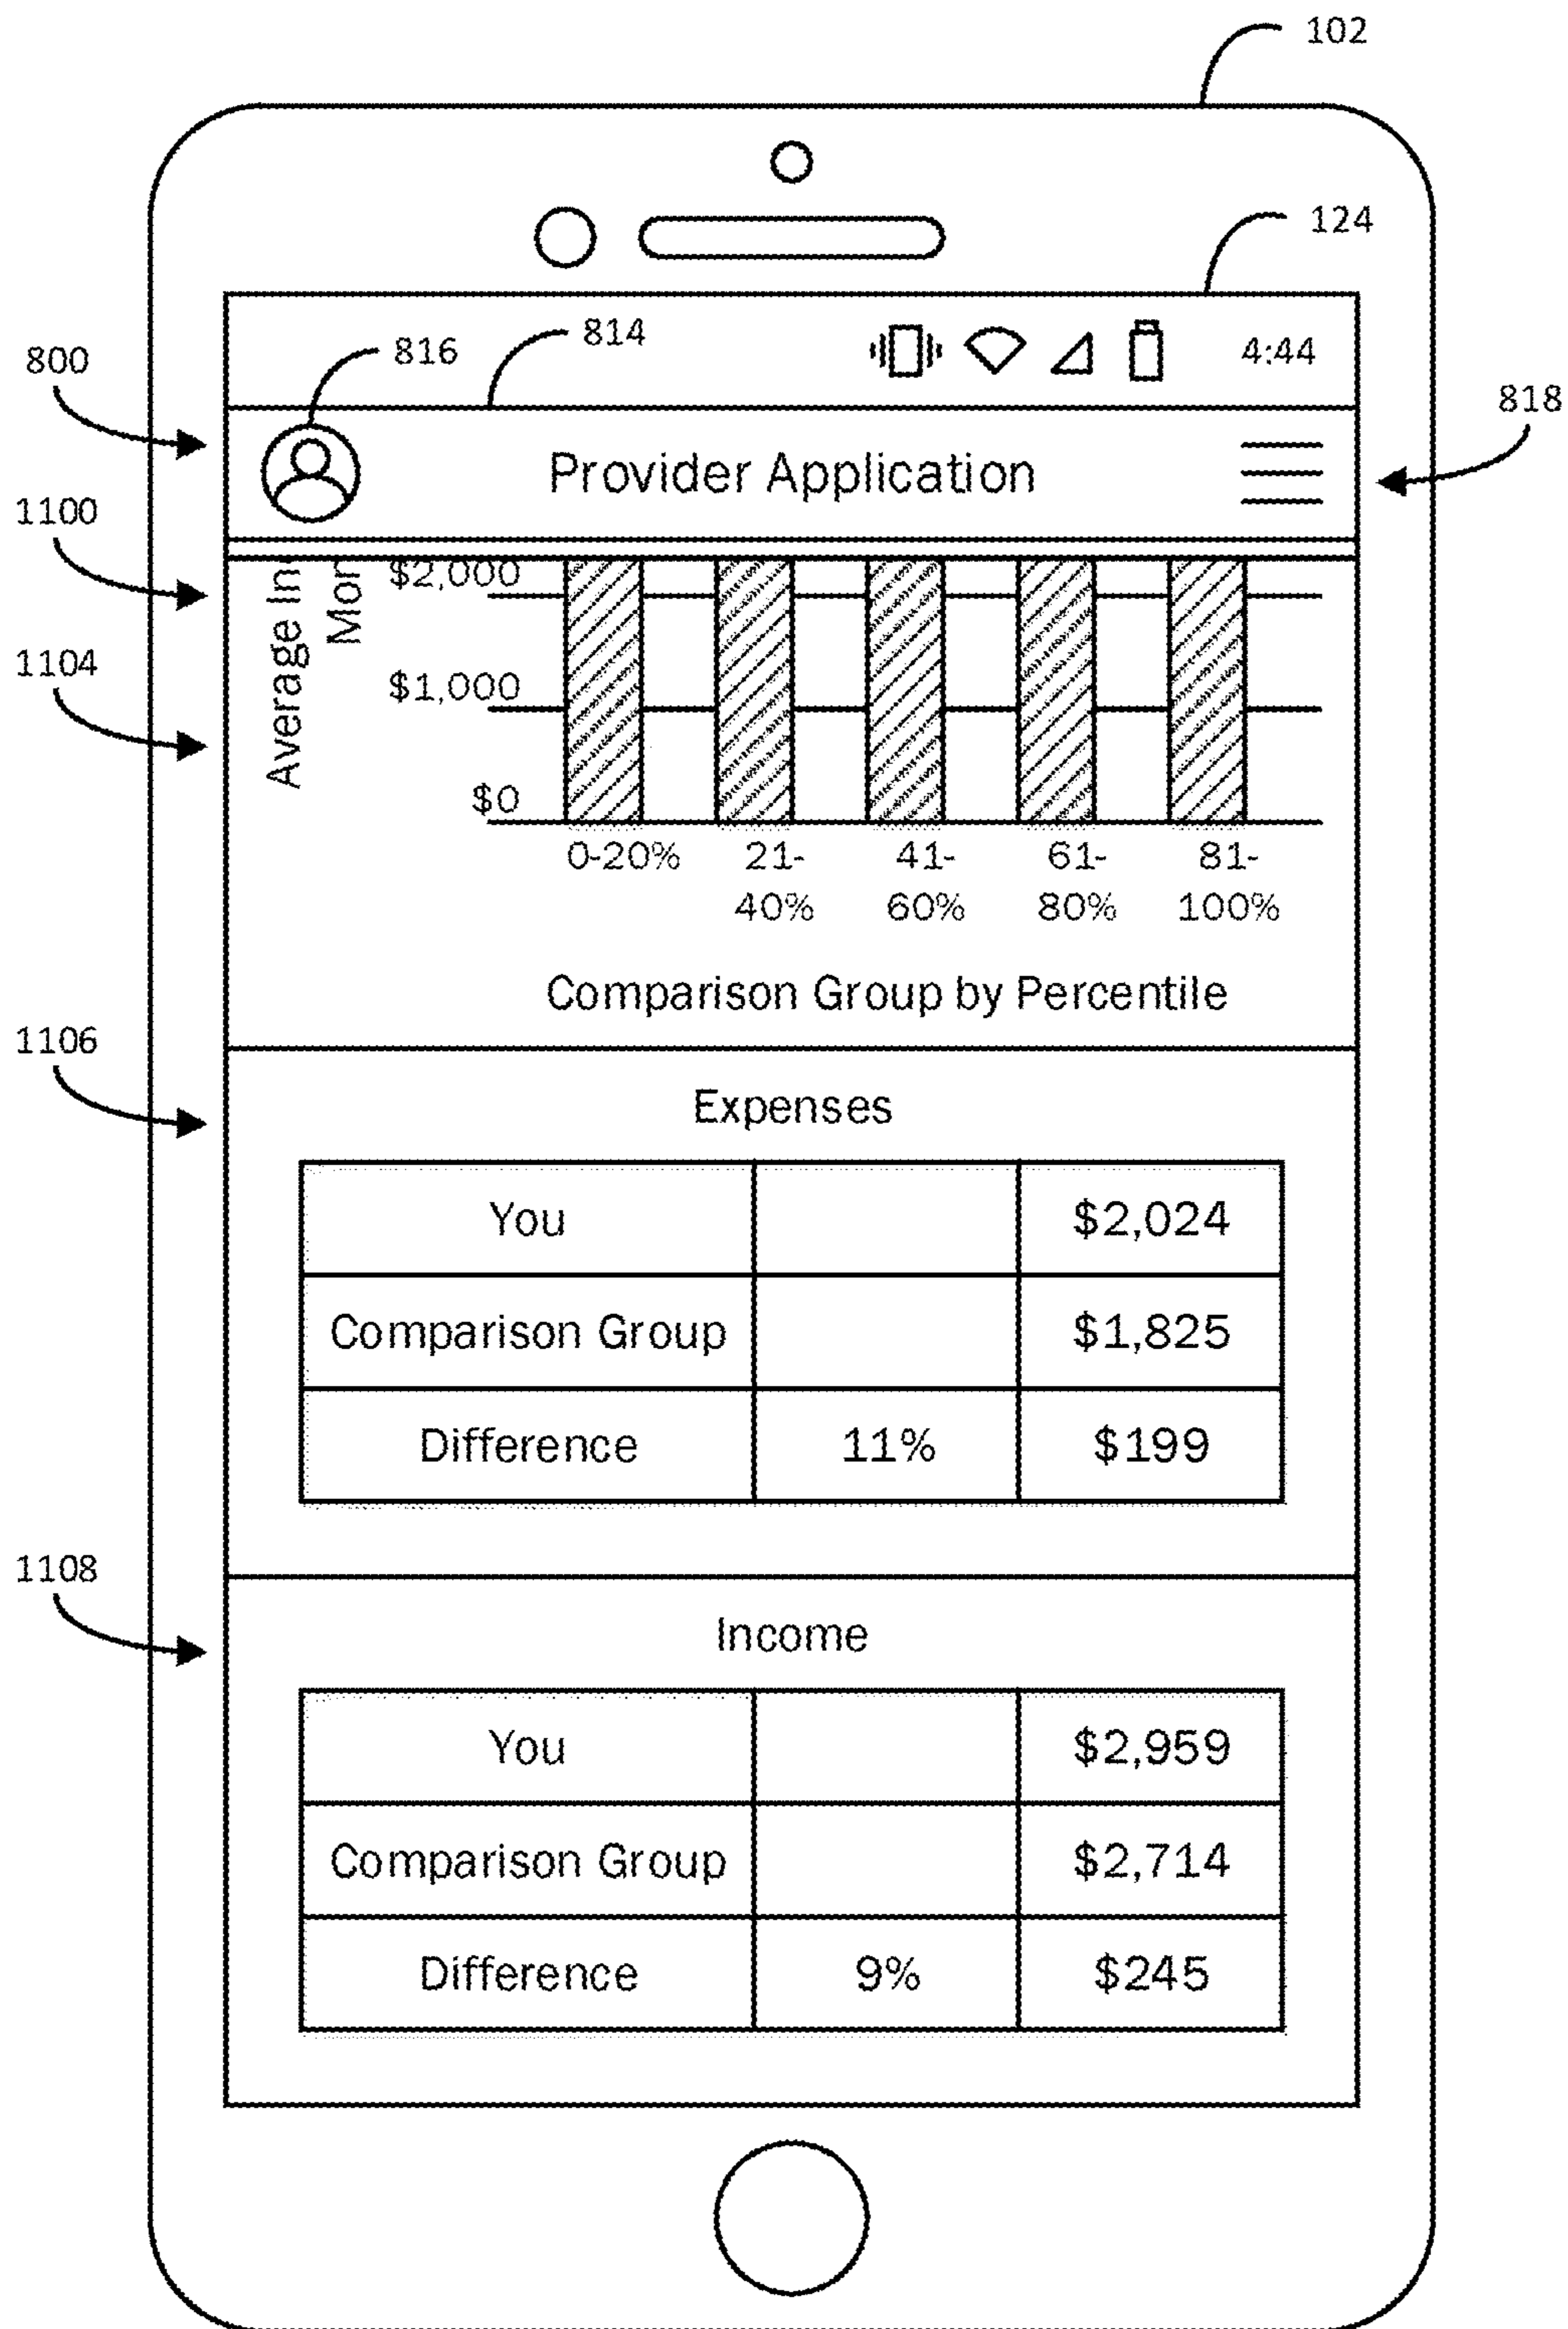 102
124
800
816
814
4:44
818
Provider Application
1100
1104
Average In
Mon
$2,000
$1,000
$0
0-20% 21- 41- 61- 81-
40% 60% 80% 100%
Comparison Group by Percentile
1106
Expenses
You $2,024
Comparison Group $1,825
Difference 11% $199
1108
Income
You $2,959
Comparison Group $2,714
Difference 9% $245